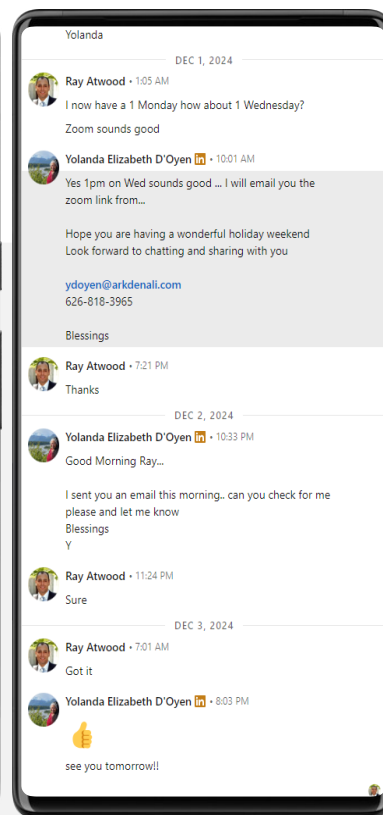 Yolanda
DEC 1, 2024
Ray Atwood • 1:05 AM
I now have a 1 Monday how about 1 Wednesday?
Zoom sounds good
Yolanda Elizabeth D'Oyen in • 10:01 AM
Yes 1pm on Wed sounds good ... I will email you the
zoom link from...
Hope you are having a wonderful holiday weekend
Look forward to chatting and sharing with you
ydoyen@arkdenali.com
626-818-3965
Blessings
Ray Atwood • 7:21 PM
Thanks
DEC 2, 2024
Yolanda Elizabeth D'Oyen in • 10:33 PM
Good Morning Ray...
I sent you an email this morning.. can you check for me
please and let me know
Blessings
Y
Ray Atwood • 11:24 PM
Sure
DEC 3, 2024
Ray Atwood • 7:01 AM
Got it
Yolanda Elizabeth D'Oyen in • 8:03 PM
see you tomorrow!!